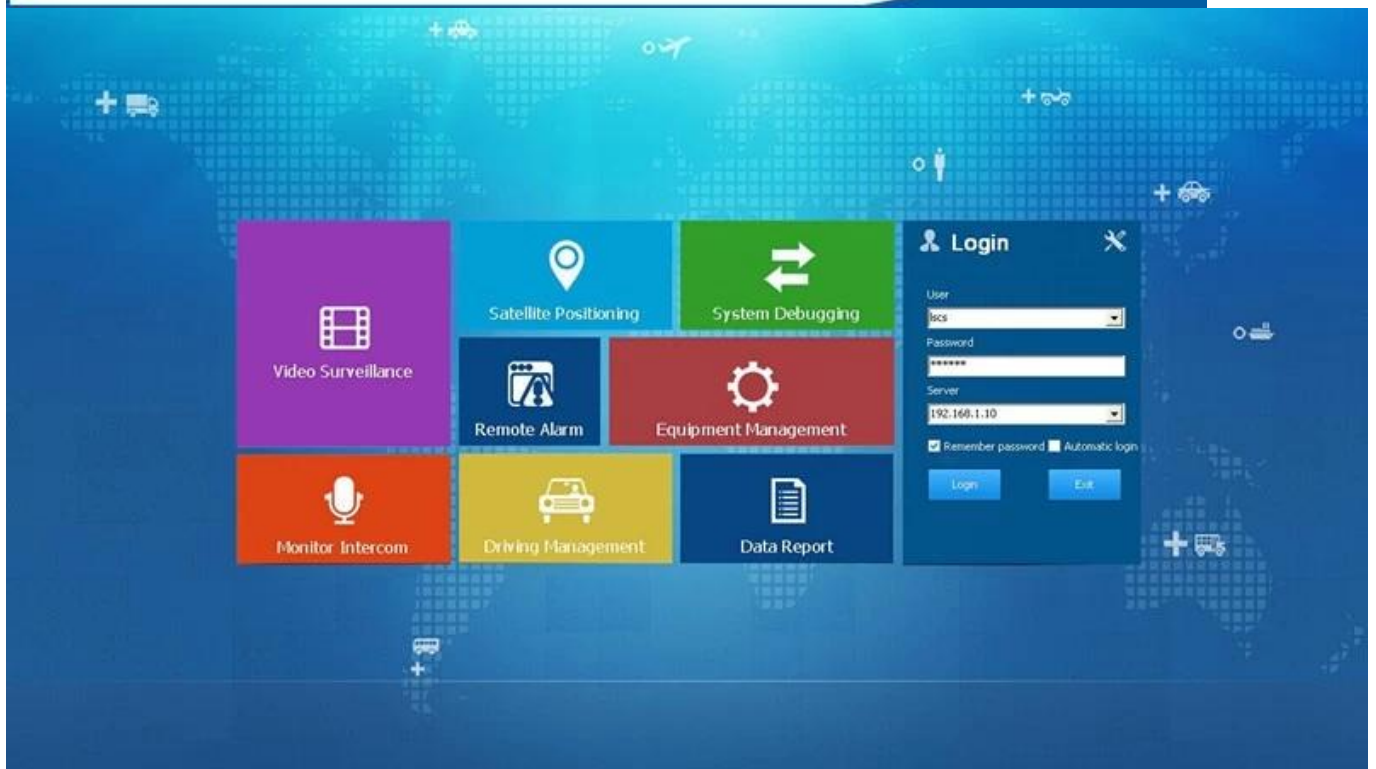 Login
User
lscs
Password
******
Server
192.168.1.10
Remember password Automatic login
Login Exit
Satellite Positioning
System Debugging
Video Surveillance
Remote Alarm
Equipment Management
Monitor Intercom
Driving Management
Data Report